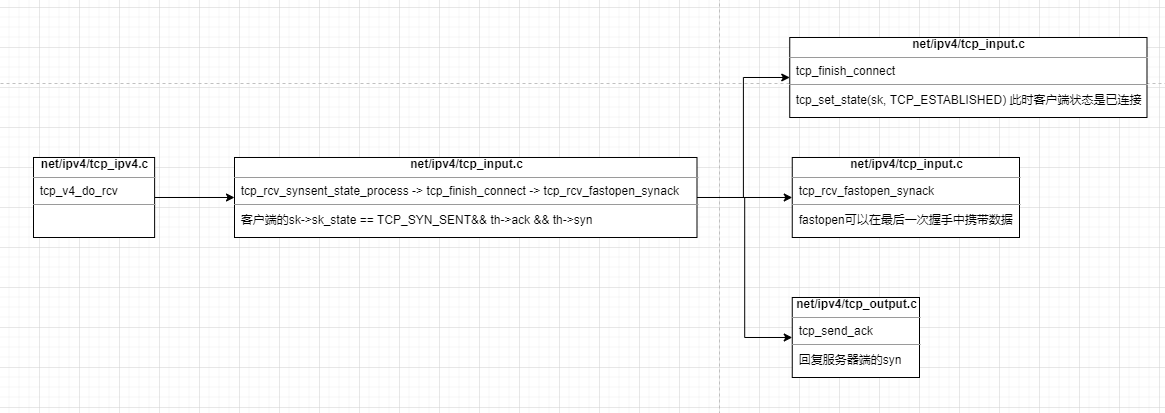 net/ipv4/tcp_ipv4.c
tcp_v4_do_rcv
net/ipv4/tcp_input.c
tcp_rcv_synsent_state_process -> tcp_finish_connect -> tcp_rcv_fastopen_synack
客户端的sk->sk_state == TCP_SYN_SENT&& th->ack && th->syn
net/ipv4/tcp_input.c
tcp_finish_connect
tcp_set_state(sk, TCP_ESTABLISHED) 此时客户端状态是已连接
net/ipv4/tcp_input.c
tcp_rcv_fastopen_synack
fastopen可以在最后一次握手中携带数据
net/ipv4/tcp_output.c
tcp_send_ack
回复服务器端的syn